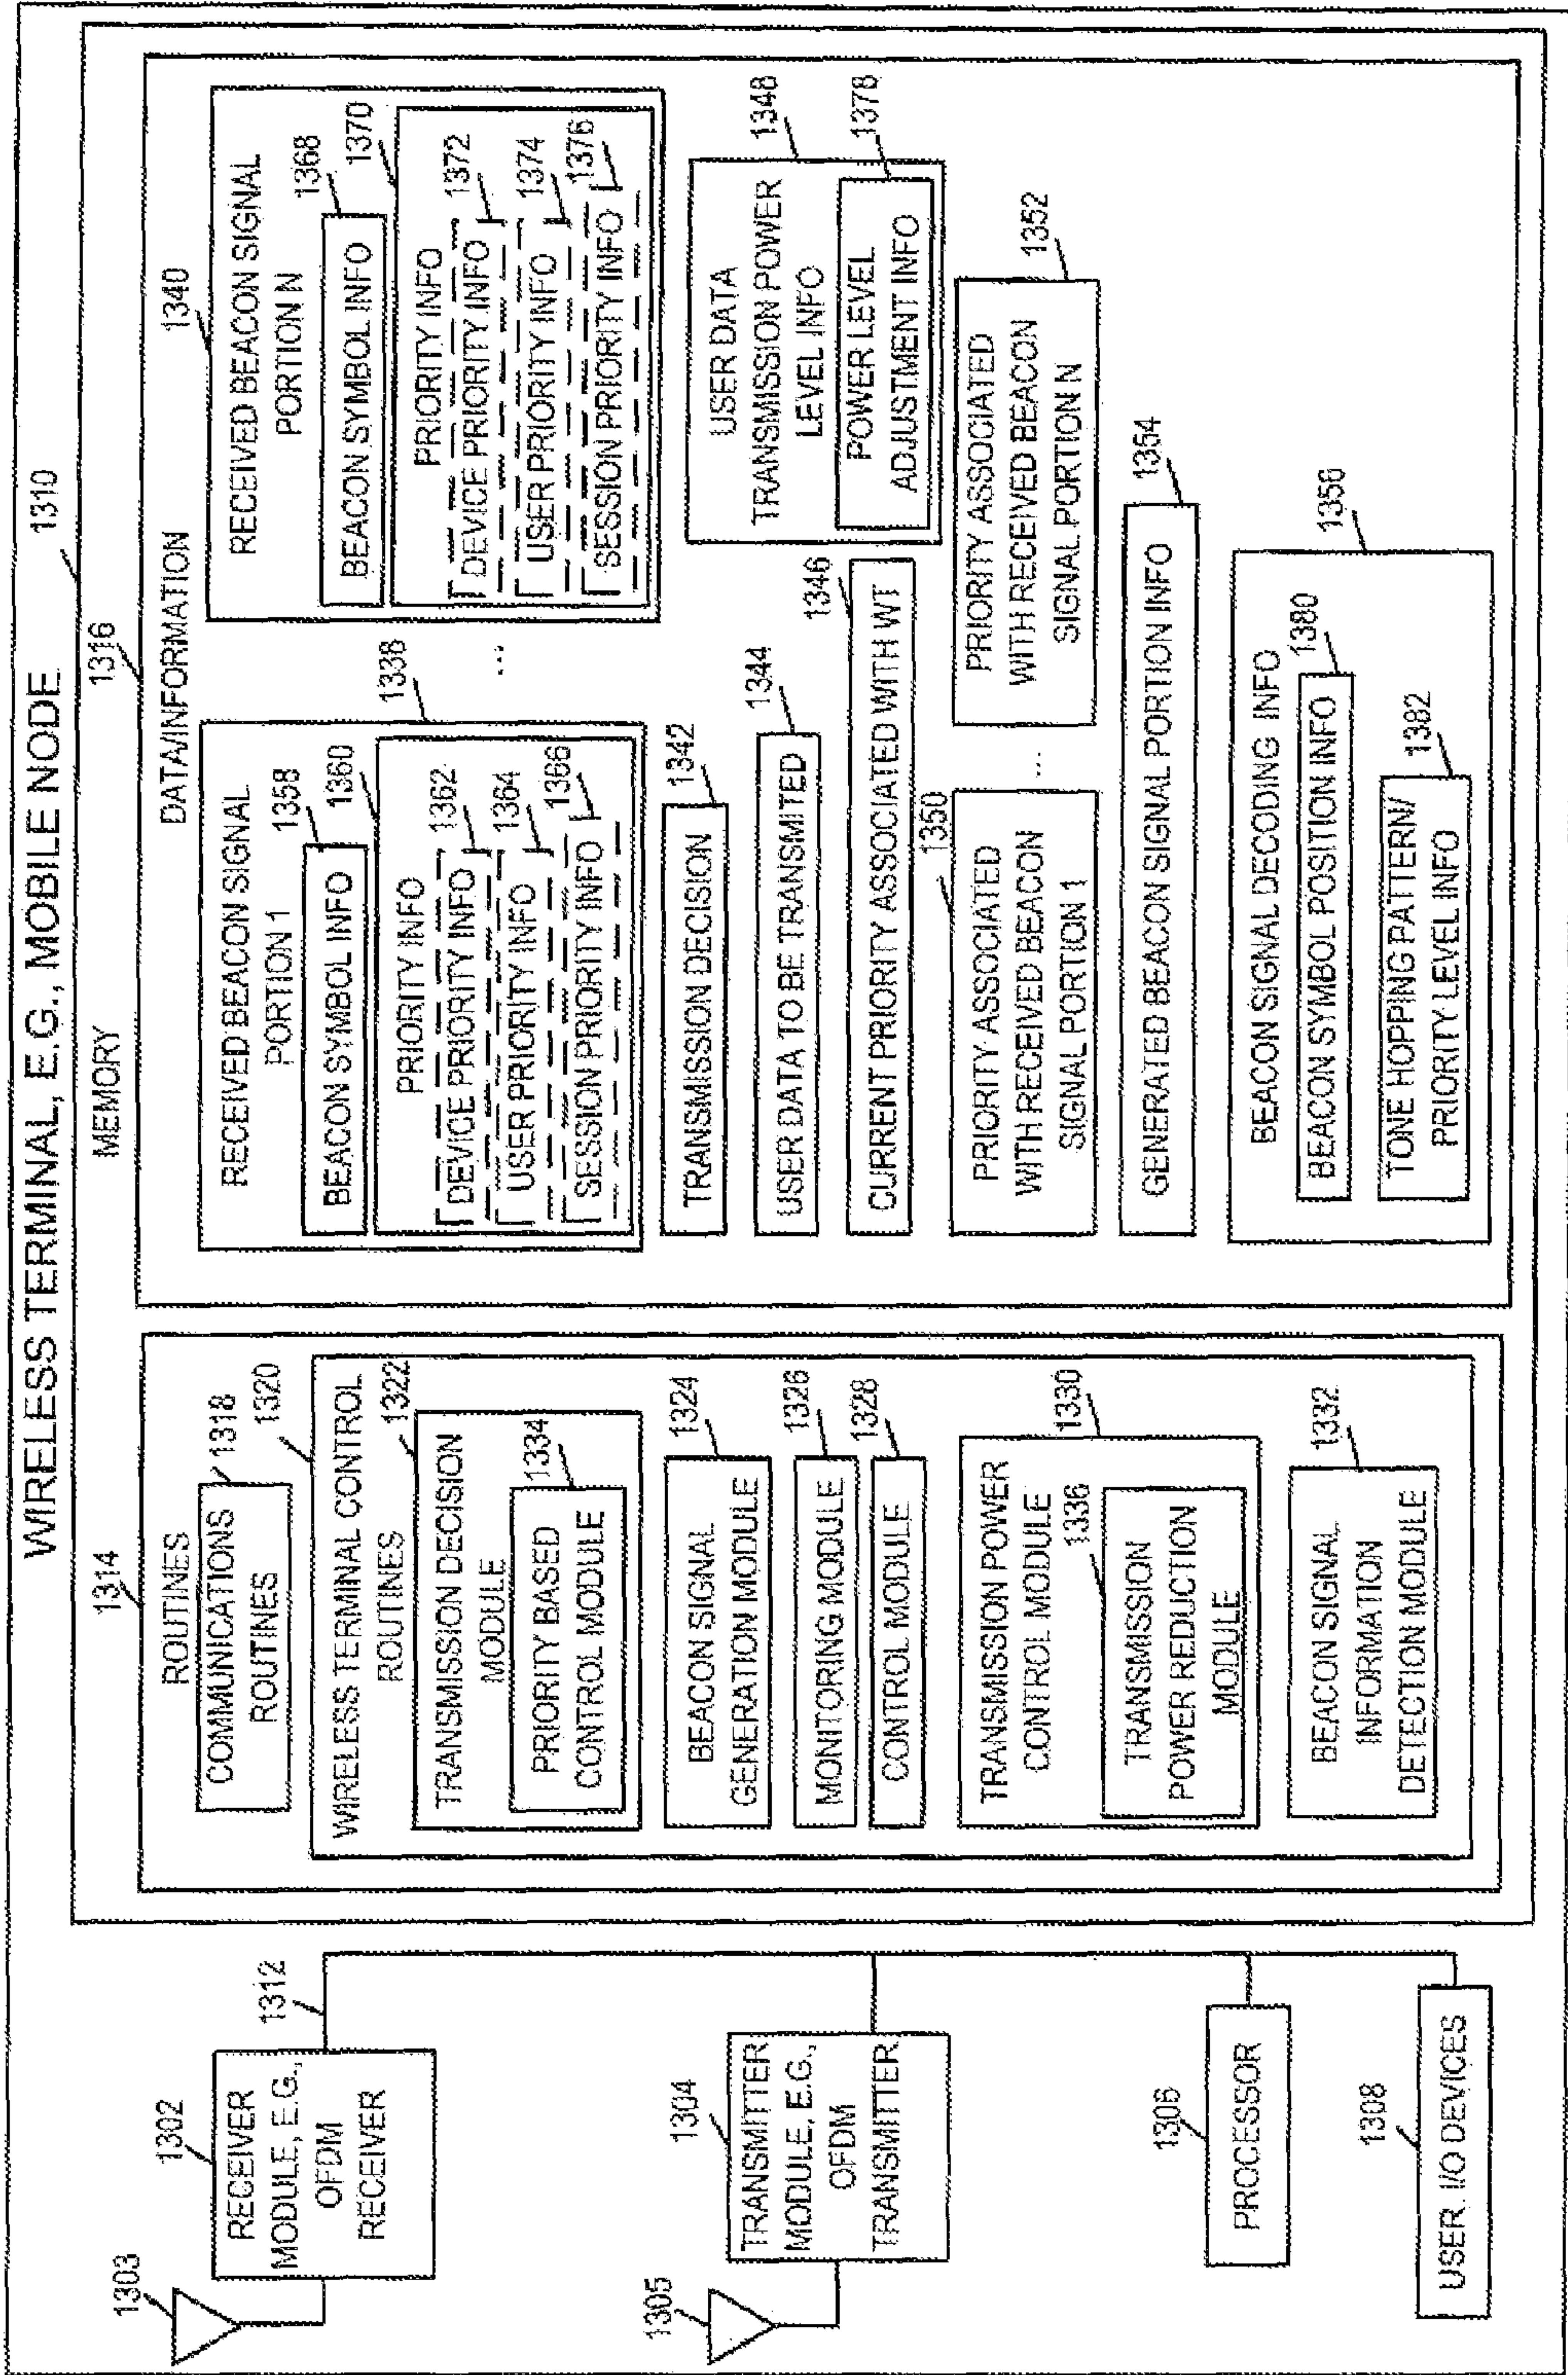 WIRELESS TERMINAL, E.G., MOBILE NODE
1310
1303
1302
RECEIVER
MODULE, E.G.,
OFDM
RECEIVER
1312
1305
1304
TRANSMITTER
MODULE, E.G.,
OFDM
TRANSMITTER
1306
PROCESSOR
1308
USER I/O DEVICES
MEMORY
1314
ROUTINES
COMMUNICATIONS
ROUTINES
1318
1320
WIRELESS TERMINAL CONTROL
ROUTINES
1322
TRANSMISSION DECISION
MODULE
1334
PRIORITY BASED
CONTROL MODULE
1324
BEACON SIGNAL
GENERATION MODULE
1326
MONITORING MODULE
1328
CONTROL MODULE
1330
TRANSMISSION POWER
CONTROL MODULE
1336
TRANSMISSION
POWER REDUCTION
MODULE
1332
BEACON SIGNAL
INFORMATION
DETECTION MODULE
1316
DATA/INFORMATION
1338
RECEIVED BEACON SIGNAL
PORTION 1
1358
BEACON SYMBOL INFO
1360
PRIORITY INFO
1362
DEVICE PRIORITY INFO
1364
USER PRIORITY INFO
1366
SESSION PRIORITY INFO
...
1340
RECEIVED BEACON SIGNAL
PORTION N
1368
BEACON SYMBOL INFO
1370
PRIORITY INFO
1372
DEVICE PRIORITY INFO
1374
USER PRIORITY INFO
1376
SESSION PRIORITY INFO
1342
TRANSMISSION DECISION
1344
USER DATA TO BE TRANSMITED
1346
CURRENT PRIORITY ASSOCIATED WITH WT
1348
USER DATA
TRANSMISSION POWER
LEVEL INFO
1378
POWER LEVEL
ADJUSTMENT INFO
1350
PRIORITY ASSOCIATED
WITH RECEIVED BEACON
SIGNAL PORTION 1
...
1352
PRIORITY ASSOCIATED
WITH RECEIVED BEACON
SIGNAL PORTION N
1354
GENERATED BEACON SIGNAL PORTION INFO
1356
BEACON SIGNAL DECODING INFO
1380
BEACON SYMBOL POSITION INFO
1382
TONE HOPPING PATTERN/
PRIORITY LEVEL INFO